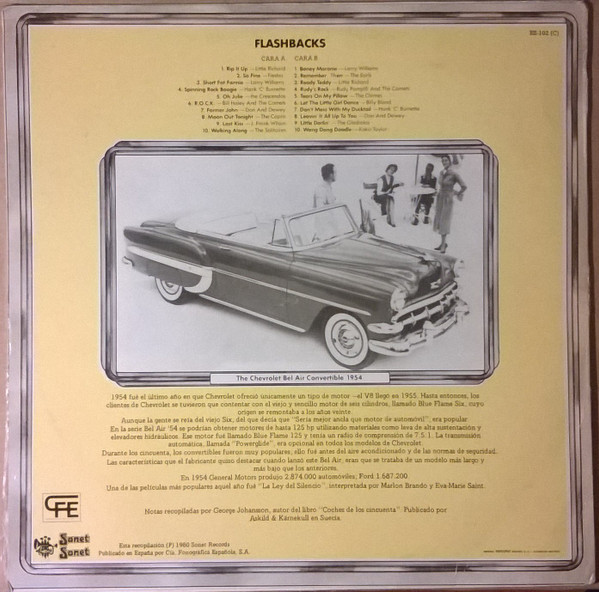 SE-102 (C)
FLASHBACKS
CARA A
1. Rip It Up —Little Richard
2. So Fine —Fiestas
3. Short Fat Fannie —Larry Williams
4. Spinning Rock Boogie —Hank 'C' Burnette
5. Oh Julie —The Crescendos
6. R.O.C.K. —Bill Haley And The Comets
7. Farmer John —Don And Dewey
8. Moon Out Tonight —The Capris
9. Last Kiss —J. Frank Wilson
10. Walking Along —The Solitaires
CARA B
1. Boney Moronie —Larry Williams
2. Remember Then —The Earls
3. Ready Teddy —Little Richard
4. Rudy's Rock —Rudy Pompilli And The Comets
5. Tears On My Pillow —The Clovers
6. Let The Little Girl Dance —Billy Bland
7. Don't Mess With My Ducktail —Hank 'C' Burnette
8. Leavin' It All Up To You —Don And Dewey
9. Little Darlin' —The Gladiolas
10. Wang Dang Doodle —Koko Taylor
The Chevrolet Bel Air Convertible 1954
1954 fué el último año en que Chevrolet ofreció únicamente un tipo de motor —el V8 llegó en 1955. Hasta entonces, los
clientes de Chevrolet se tuvieron que contentar con el viejo y sencillo motor de seis cilindros, llamado Blue Flame Six, cuyo
origen se remontaba a los años veinte.
Aunque la gente se reía del viejo Six, del que decía que "Sería mejor anda que motor de automóvil", era popular.
En la serie Bel Air '54 se podían obtener motores de hasta 125 hp utilizando materiales como leva de alta sustentación y
elevadores hidráulicos. Ese motor fue llamado Blue Flame 125 y tenía un radio de compresión de 7.5:1. La transmisión
automática, llamada "Powerglide", era opcional en todos los modelos de Chevrolet.
Durante los cincuenta, los convertibles fueron muy populares; ello fué antes del aire acondicionado y de las normas de seguridad.
Las características que el fabricante quiso destacar cuando lanzó este Bel Air, eran que se trataba de un modelo más largo y
más bajo que los anteriores.
En 1954 General Motors produjo 2.874.000 automóviles; Ford 1.687.200
Una de las películas más populares aquel año fué "La Ley del Silencio", interpretada por Marlon Brando y Eva-Marie Saint.
Notas recopiladas por George Johansson, autor del libro "Coches de los cincuenta". Publicado por
Askild & Kärnekull en Suecia.
CFE
Sonet
Sonet
Esta recopilación (P) 1980 Sonet Records
Publicado en España por Cía. Fonográfica Española, S.A.